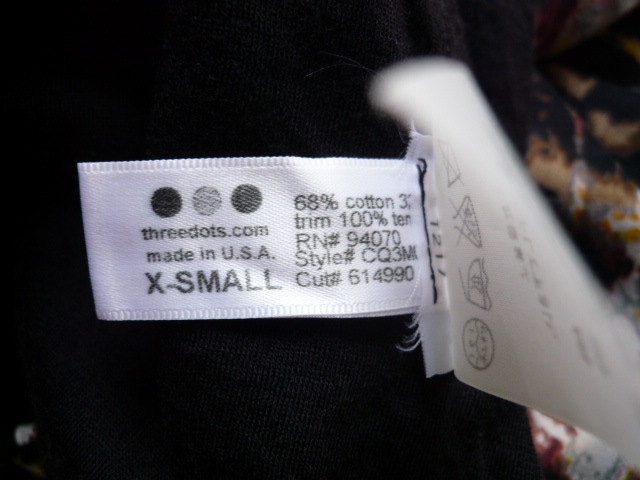 threedots.com
made in U.S.A.
X-SMALL
68% cotton
trim 100%
RN# 94070
Style#
Cut# 614990